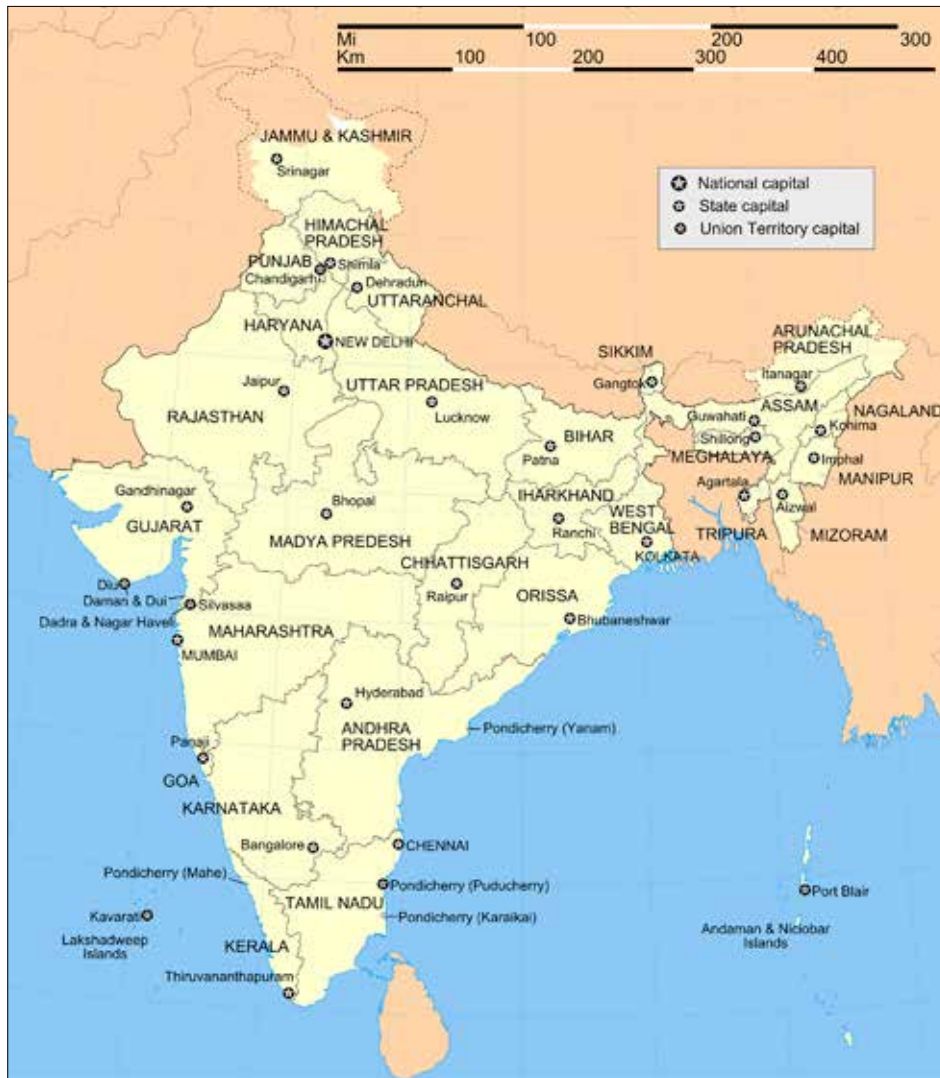 Mi 100 200 300
Km 100 200 300 400
JAMMU & KASHMIR
Srinagar
National capital
State capital
Union Territory capital
HIMACHAL
PRADESH
PUNJAB
Shimla
Chandigarh
Dehradun
UTTARANCHAL
HARYANA
NEW DELHI
ARUNACHAL
PRADESH
SIKKIM
Itanagar
Gangtok
Jaipur
UTTAR PRADESH
RAJASTHAN
Lucknow
ASSAM
NAGALAND
Guwahati
Kohima
BIHAR
Shillong
Patna
MEGHALAYA
Imphal
MANIPUR
Agartala
Gandhinagar
Bhopal
IHARKHAND
WEST
BENGAL
Aizwal
GUJARAT
Ranchi
TRIPURA
MIZORAM
MADYA PREDESH
KOLKATA
CHHATTISGARH
Diu
Raipur
ORISSA
Daman & Dui
Silvasaa
Dadra & Nagar Haveli
Bhubaneshwar
MAHARASHTRA
MUMBAI
Hyderabad
ANDHRA
PRADESH
Pondicherry (Yanam)
Panaji
GOA
KARNATAKA
Bangalore
CHENNAI
Pondicherry (Mahe)
Pondicherry (Puducherry)
Port Blair
TAMIL NADU
Kavarati
Pondicherry (Karaikai)
Andaman & Niclobar
Islands
Lakshadweep
Islands
KERALA
Thiruvananthapuram